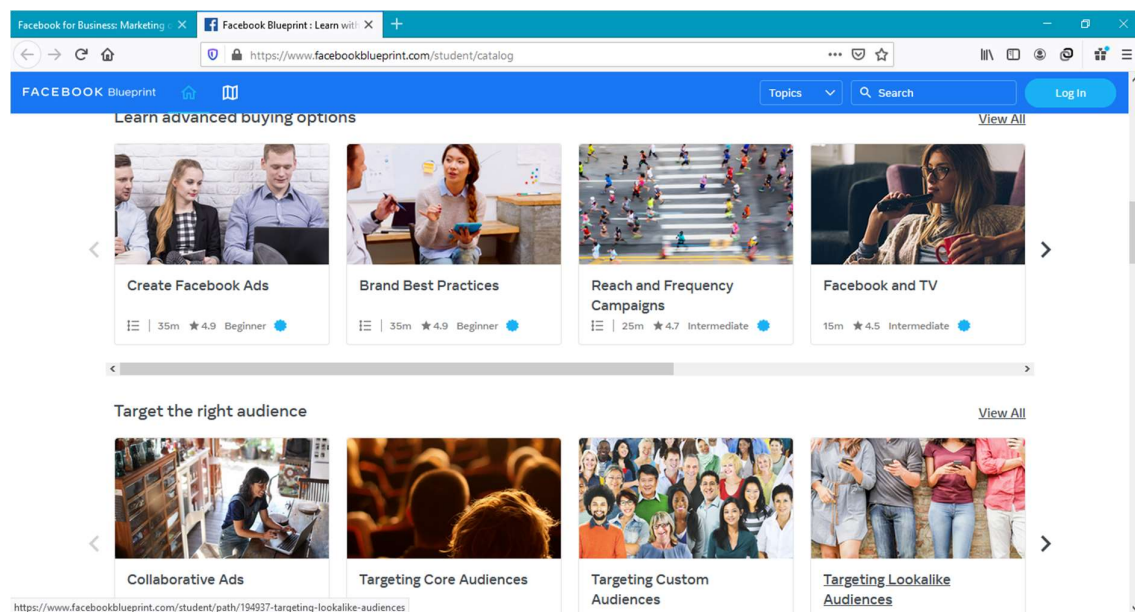 Facebook for Business: Marketing o
Facebook Blueprint : Learn with
https://www.facebookblueprint.com/student/catalog
FACEBOOK Blueprint
Topics
Search
Log In
Learn advanced buying options
View All
Create Facebook Ads
35m ★4.9 Beginner
Brand Best Practices
35m ★4.9 Beginner
Reach and Frequency
Campaigns
25m ★4.7 Intermediate
Facebook and TV
15m ★4.5 Intermediate
Target the right audience
View All
Collaborative Ads
Targeting Core Audiences
Targeting Custom
Audiences
Targeting Lookalike
Audiences
https://www.facebookblueprint.com/student/path/194937-targeting-lookalike-audiences